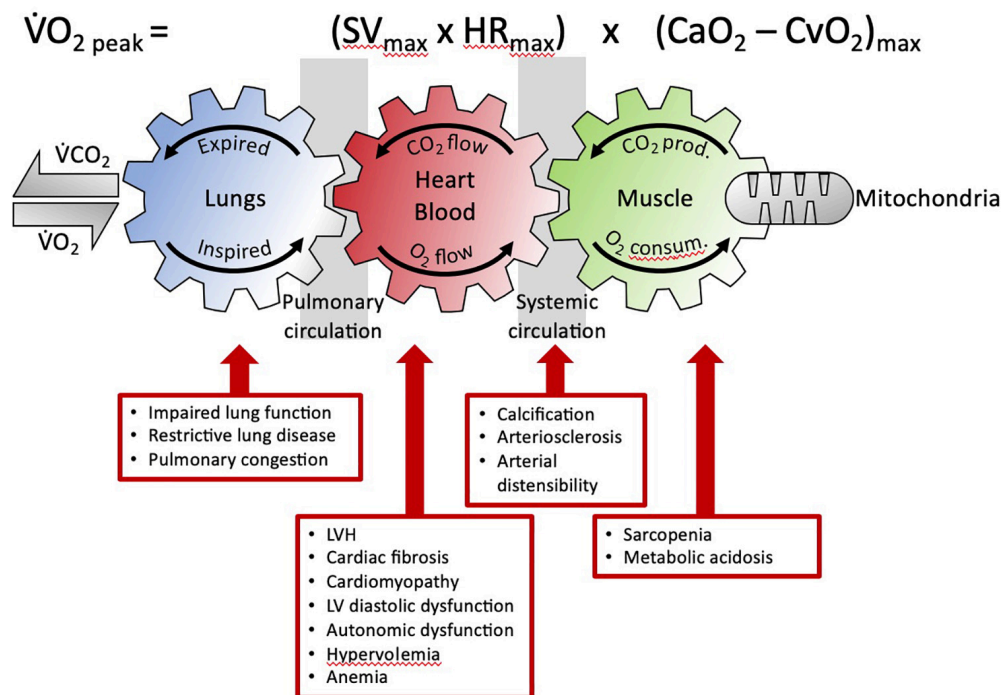 V̇O₂ peak = (SVmax x HRmax) x (CaO₂ – CvO₂)max
V̇CO₂
V̇O₂
Expired
Lungs
Inspired
CO₂ flow
Heart
Blood
O₂ flow
CO₂ prod.
Muscle
O₂ consum.
Mitochondria
Pulmonary
circulation
Systemic
circulation
• Impaired lung function
• Restrictive lung disease
• Pulmonary congestion
• LVH
• Cardiac fibrosis
• Cardiomyopathy
• LV diastolic dysfunction
• Autonomic dysfunction
• Hypervolemia
• Anemia
• Calcification
• Arteriosclerosis
• Arterial
distensibility
• Sarcopenia
• Metabolic acidosis